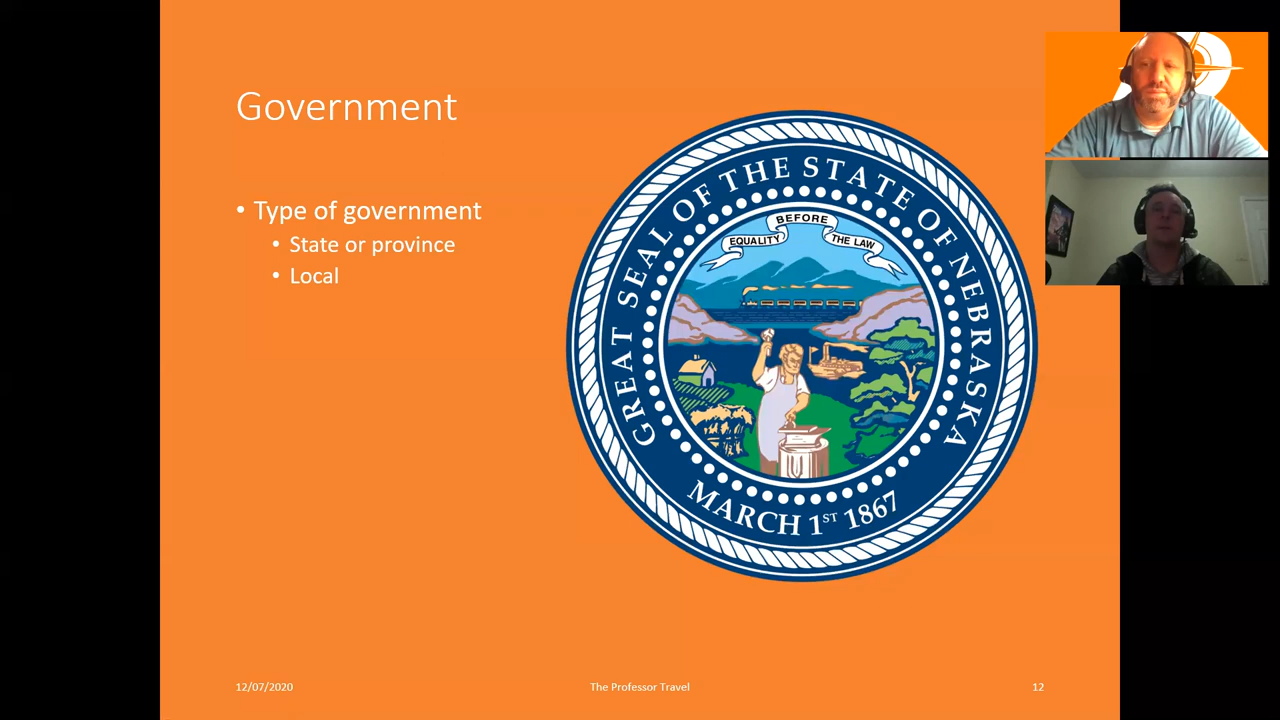 Government
• Type of government
• State or province
• Local
GREAT SEAL OF THE STATE OF NEBRASKA
EQUALITY BEFORE THE LAW
MARCH 1ST 1867
12/07/2020
The Professor Travel
12